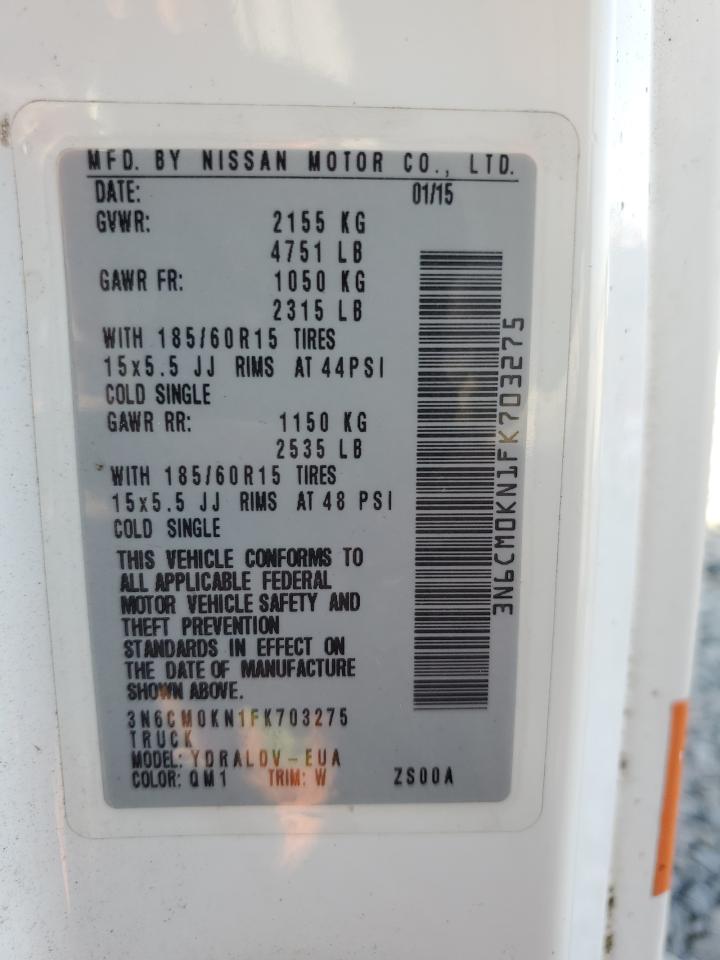 MFD. BY NISSAN MOTOR CO., LTD.
DATE: 01/15
GVWR: 2155 KG
4751 LB
GAWR FR: 1050 KG
2315 LB
WITH 185/60R15 TIRES
15x5.5 JJ RIMS AT 44PSI
COLD SINGLE
GAWR RR: 1150 KG
2535 LB
WITH 185/60R15 TIRES
15x5.5 JJ RIMS AT 48 PSI
COLD SINGLE
THIS VEHICLE CONFORMS TO
ALL APPLICABLE FEDERAL
MOTOR VEHICLE SAFETY AND
THEFT PREVENTION
STANDARDS IN EFFECT ON
THE DATE OF MANUFACTURE
SHOWN ABOVE.
3N6CM0KN1FK703275
TRUCK
MODEL: YDRALDV-EUA
COLOR: QM1 TRIM: W ZS00A
3N6CM0KN1FK703275